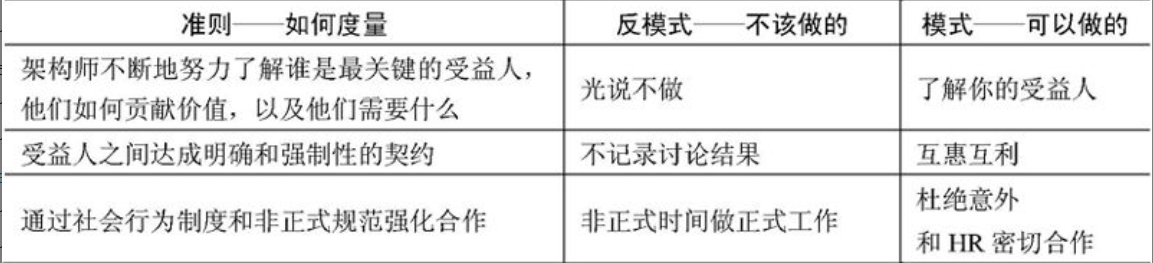 准则——如何度量
反模式——不该做的
模式——可以做的
架构师不断地努力了解谁是最关键的受益人，
他们如何贡献价值，以及他们需要什么
光说不做
了解你的受益人
受益人之间达成明确和强制性的契约
不记录讨论结果
互惠互利
通过社会行为制度和非正式规范强化合作
非正式时间做正式工作
杜绝意外
和 HR 密切合作